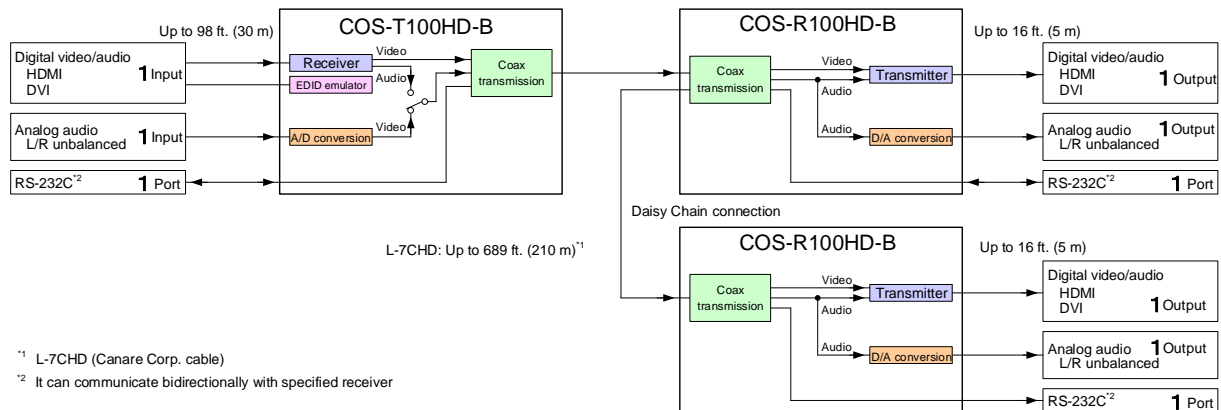 COS-T100HD-B
Up to 98 ft. (30 m)
Digital video/audio
HDMI
DVI
1 Input
Receiver
EDID emulator
Video
Audio
Coax
transmission
Analog audio
L/R unbalanced
1 Input
A/D conversion
Video
RS-232C*2
1 Port
COS-R100HD-B
Up to 16 ft. (5 m)
Coax
transmission
Video
Audio
Transmitter
Digital video/audio
HDMI
DVI
1 Output
Audio
D/A conversion
Analog audio
L/R unbalanced
1 Output
RS-232C*2
1 Port
Daisy Chain connection
L-7CHD: Up to 689 ft. (210 m)*1
COS-R100HD-B
Up to 16 ft. (5 m)
Coax
transmission
Video
Audio
Transmitter
Digital video/audio
HDMI
DVI
1 Output
Audio
D/A conversion
Analog audio
L/R unbalanced
1 Output
RS-232C*2
1 Port
*1 L-7CHD (Canare Corp. cable)
*2 It can communicate bidirectionally with specified receiver